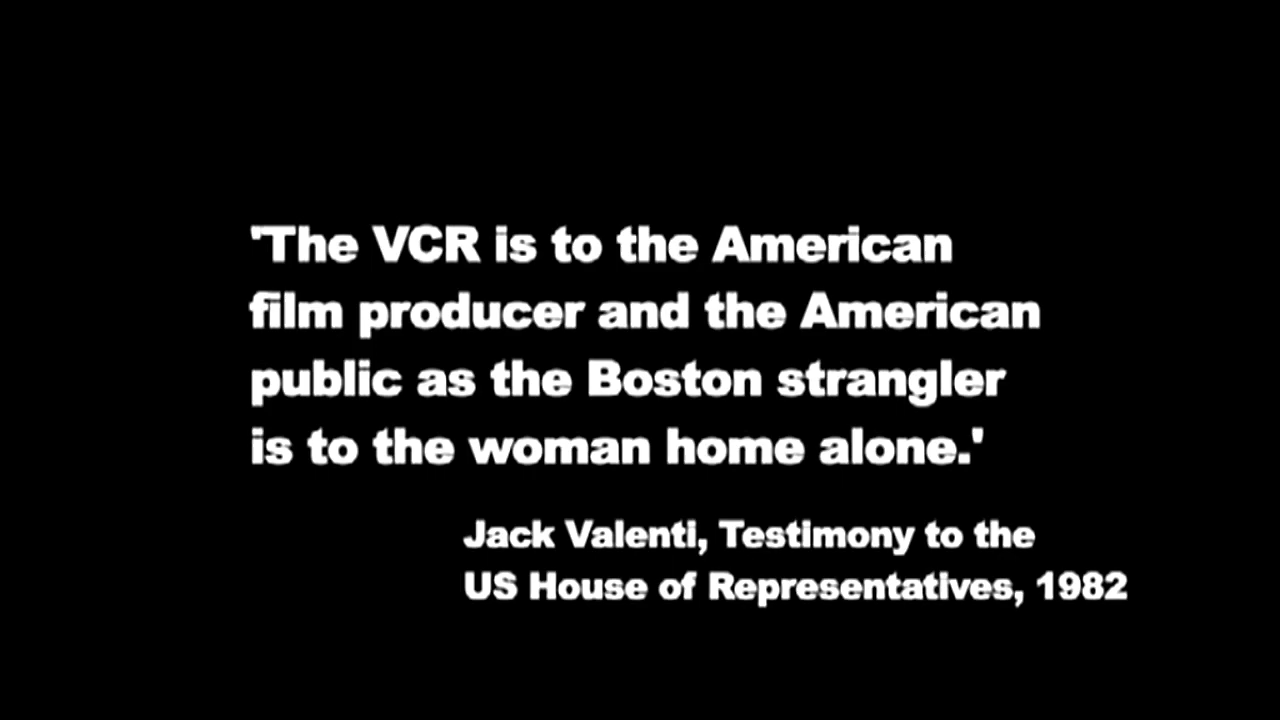 'The VCR is to the American
film producer and the American
public as the Boston strangler
is to the woman home alone.'
Jack Valenti, Testimony to the
US House of Representatives, 1982